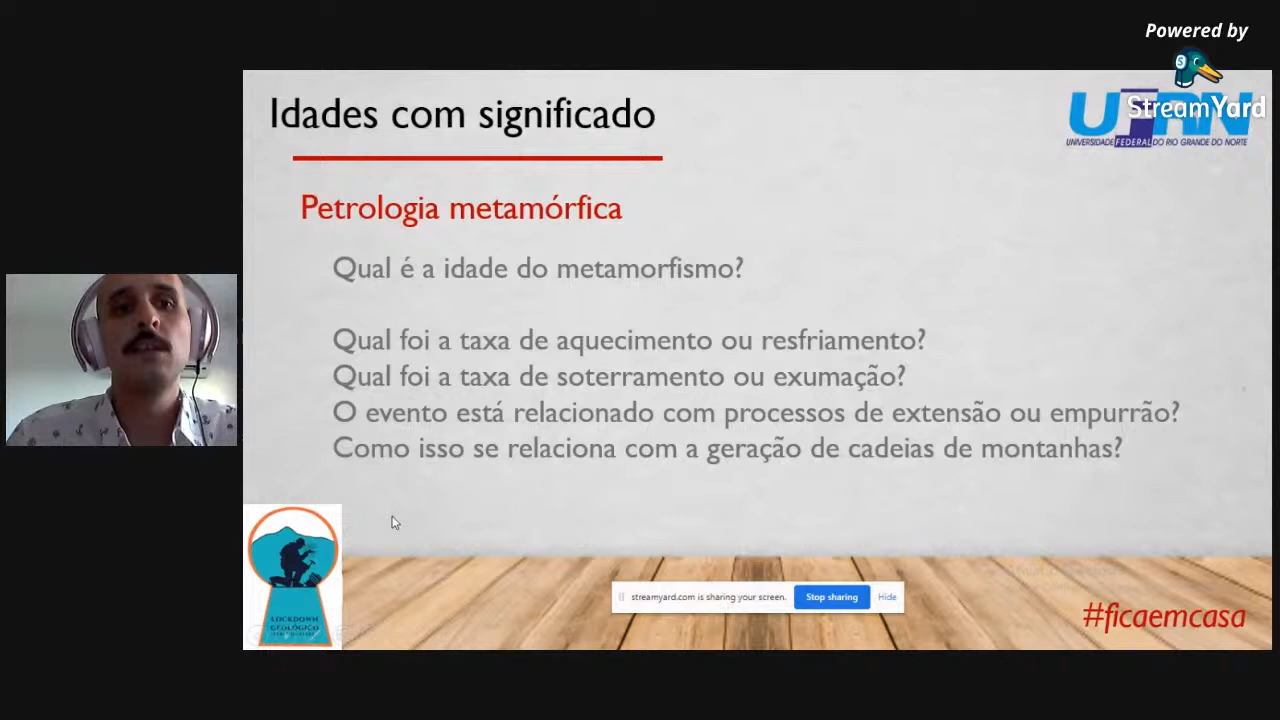 Powered by
StreamYard
Idades com significado
UNIVERSIDADE FEDERAL DO RIO GRANDE DO NORTE
Petrologia metamórfica
Qual é a idade do metamorfismo?
Qual foi a taxa de aquecimento ou resfriamento?
Qual foi a taxa de soterramento ou exumação?
O evento está relacionado com processos de extensão ou empurrão?
Como isso se relaciona com a geração de cadeias de montanhas?
streamyard.com is sharing your screen.
Stop sharing
Hide
LOCKDOWN
GEOLÓGICO
#ficaemcasa